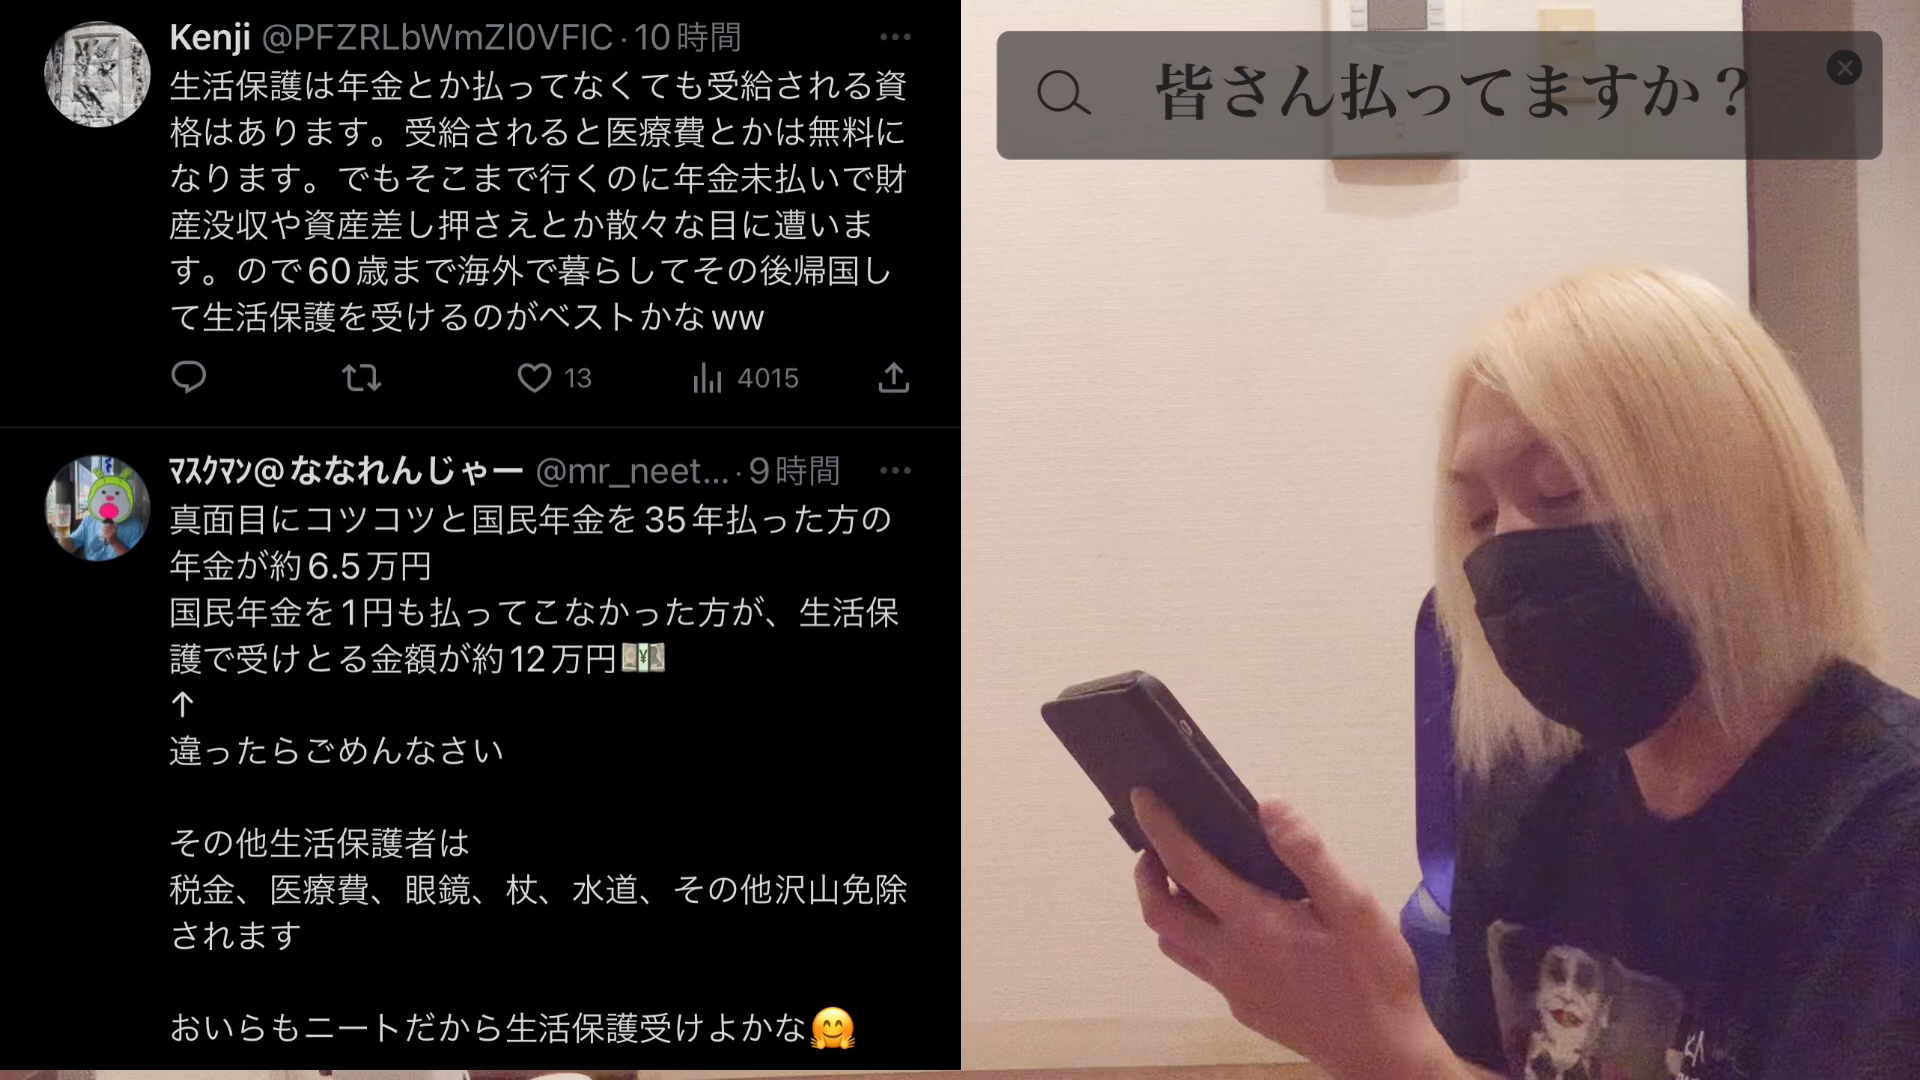 Kenji @PFZRLbWmZl0VFIC · 10時間
生活保護は年金とか払ってなくても受給される資
格はあります。受給されると医療費とかは無料に
なります。でもそこまで行くのに年金未払いで財
産没収や資産差し押さえとか散々な目に遭いま
す。ので60歳まで海外で暮らしてその後帰国し
て生活保護を受けるのがベストかなww
13 4015
ﾏｽｸﾏﾝ@ななれんじゃー @mr_neet... · 9時間
真面目にコツコツと国民年金を35年払った方の
年金が約6.5万円
国民年金を1円も払ってこなかった方が、生活保
護で受けとる金額が約12万円💴
↑
違ったらごめんなさい
その他生活保護者は
税金、医療費、眼鏡、杖、水道、その他沢山免除
されます
おいらもニートだから生活保護受けよかな🤗
皆さん払ってますか？